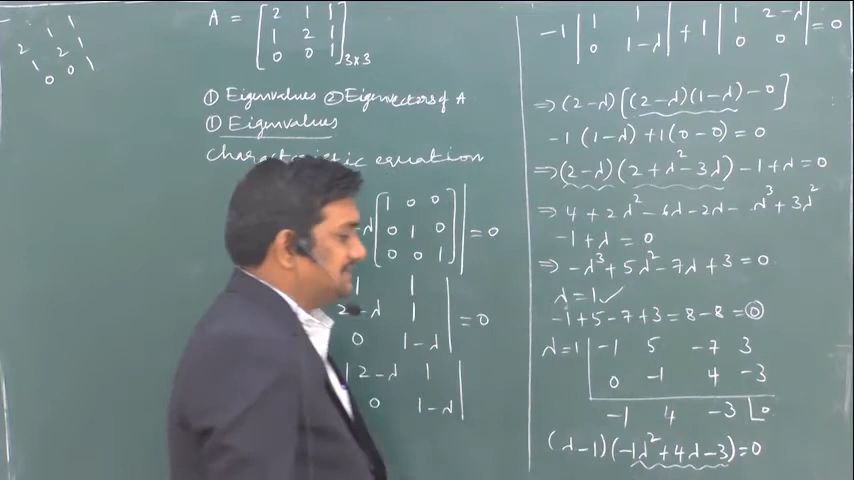 1 1
2 2 1
1 0 0 1
A = [2 1 1
1 2 1
0 0 1]3×3
① Eigenvalues ② Eigenvectors of A
① Eigenvalues
characteristic equation
λ[1 0 0
0 1 0
0 0 1]| = 0
1 1
2-λ 1
0 1-λ| = 0
1 2-λ 1
0 1-λ|
-1|1 1
0 1-λ| + 1|1 2-λ
0 0| = 0
⇒ (2-λ)[(2-λ)(1-λ)-0]
-1(1-λ)+1(0-0) = 0
⇒ (2-λ)(2+λ²-3λ)-1+λ = 0
⇒ 4+2λ²-6λ-2λ-λ³+3λ²
-1+λ = 0
⇒ -λ³+5λ²-7λ+3 = 0
λ=1✓
-1+5-7+3 = 8-8 = 0
λ=1| -1 5 -7 3
0 -1 4 -3
-1 4 -3 |0
(λ-1)(-1λ²+4λ-3) = 0